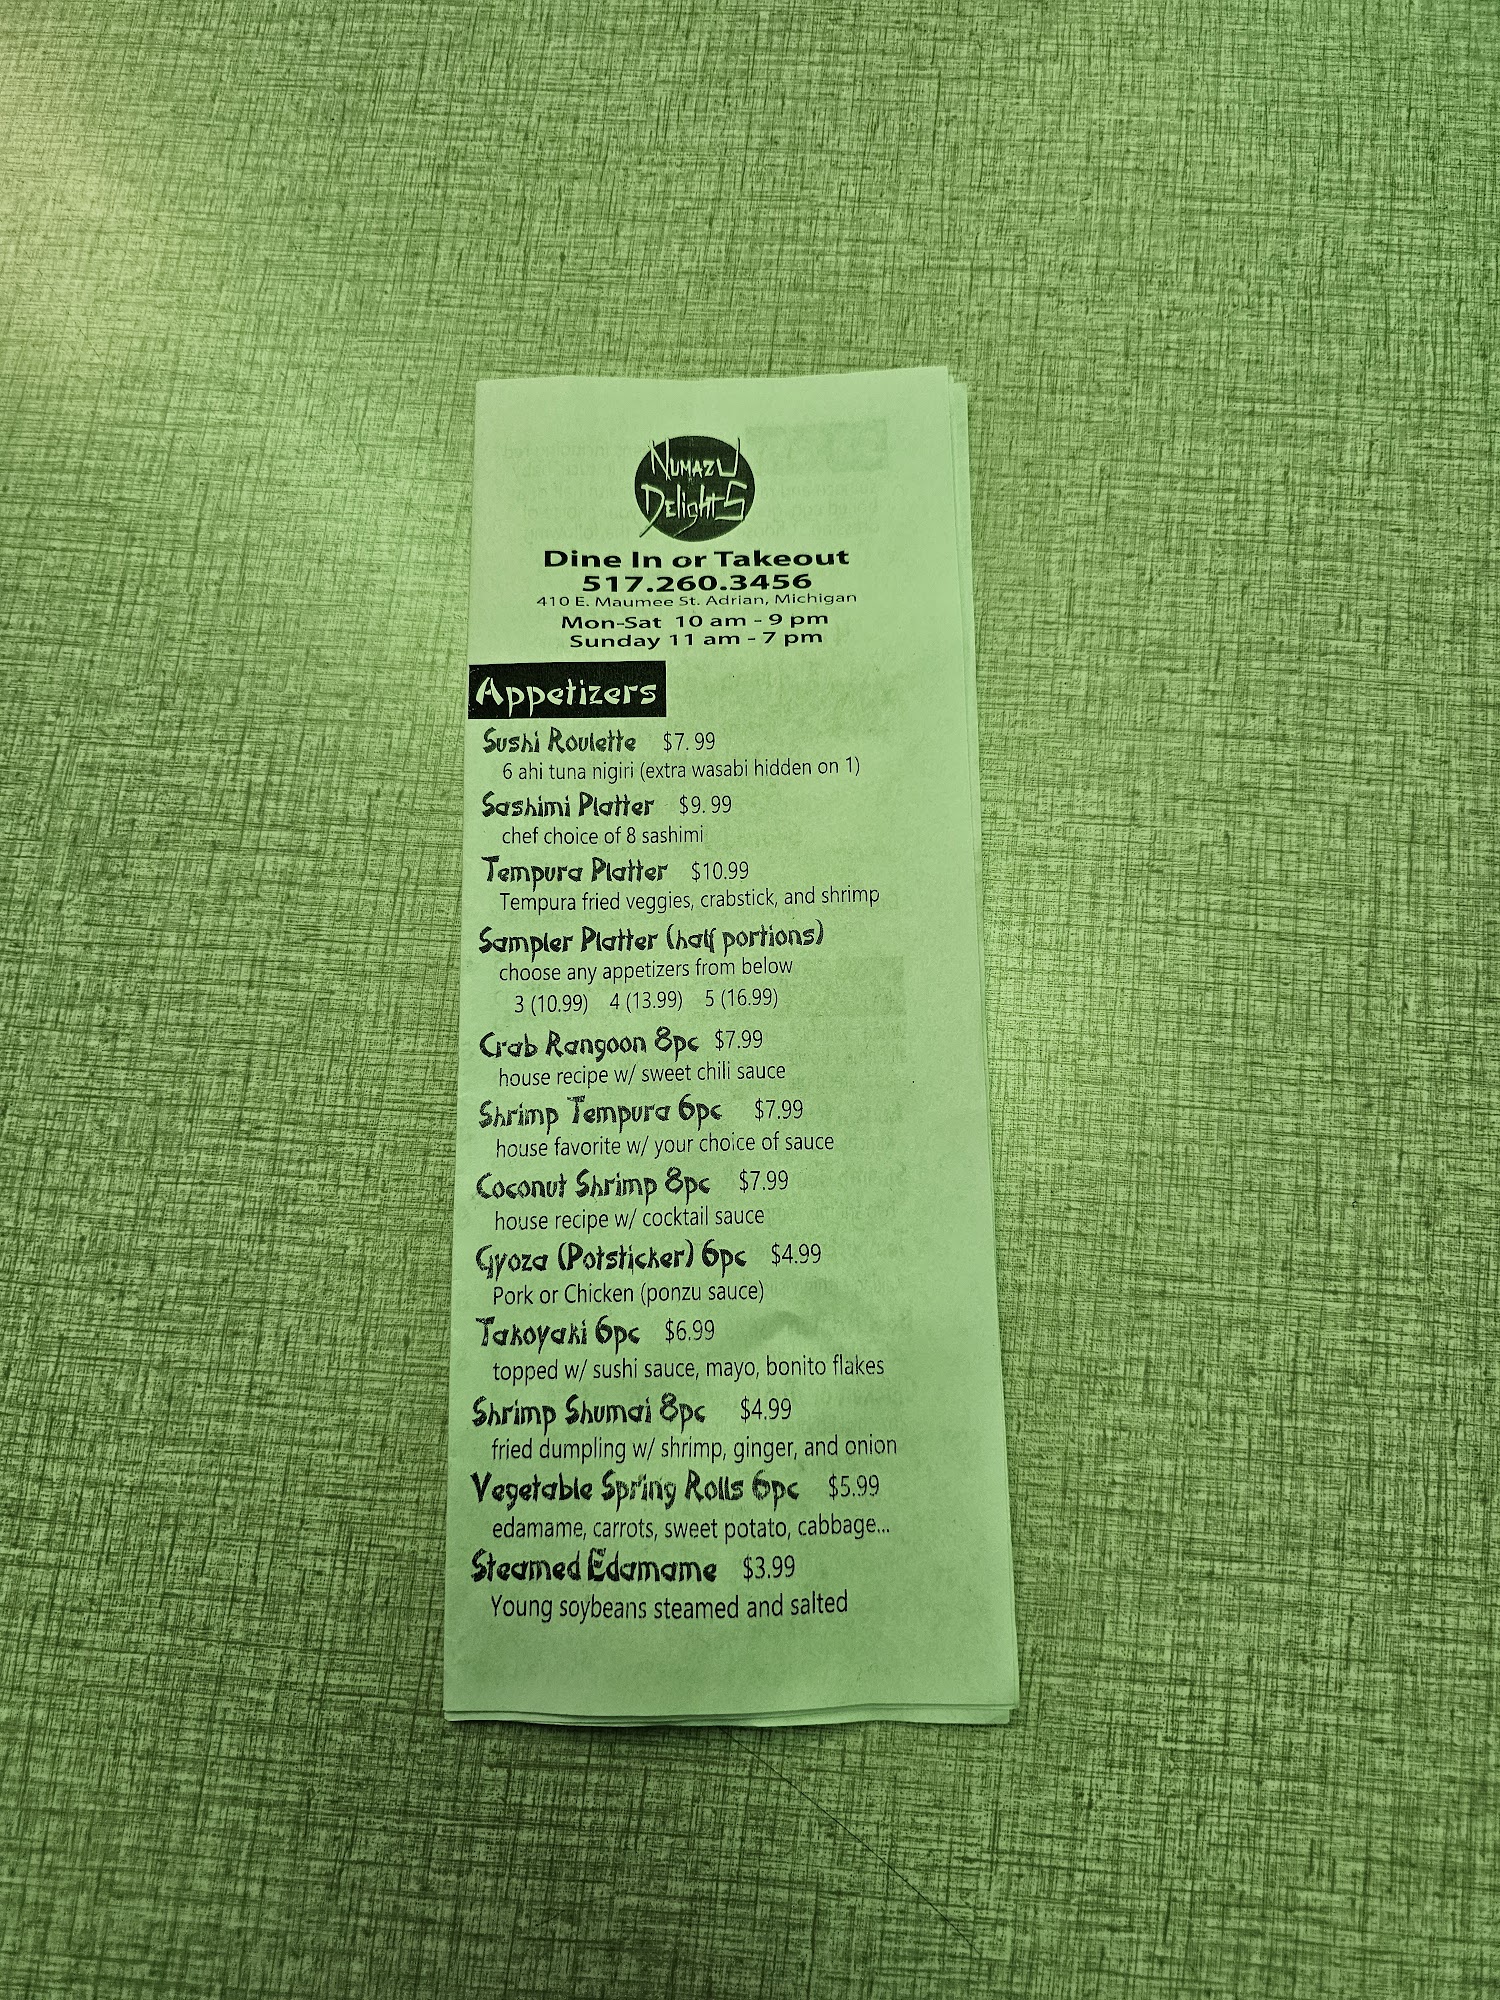 NUMAZU
DelightS
Dine In or Takeout
517.260.3456
410 E. Maumee St. Adrian, Michigan
Mon-Sat 10 am - 9 pm
Sunday 11 am - 7 pm
Appetizers
Sushi Roulette $7.99
6 ahi tuna nigiri (extra wasabi hidden on 1)
Sashimi Platter $9.99
chef choice of 8 sashimi
Tempura Platter $10.99
Tempura fried veggies, crabstick, and shrimp
Sampler Platter (half portions)
choose any appetizers from below
3 (10.99) 4 (13.99) 5 (16.99)
Crab Rangoon 8pc $7.99
house recipe w/ sweet chili sauce
Shrimp Tempura 6pc $7.99
house favorite w/ your choice of sauce
Coconut Shrimp 8pc $7.99
house recipe w/ cocktail sauce
Gyoza (Potsticker) 6pc $4.99
Pork or Chicken (ponzu sauce)
Takoyaki 6pc $6.99
topped w/ sushi sauce, mayo, bonito flakes
Shrimp Shumai 8pc $4.99
fried dumpling w/ shrimp, ginger, and onion
Vegetable Spring Rolls 6pc $5.99
edamame, carrots, sweet potato, cabbage...
Steamed Edamame $3.99
Young soybeans steamed and salted